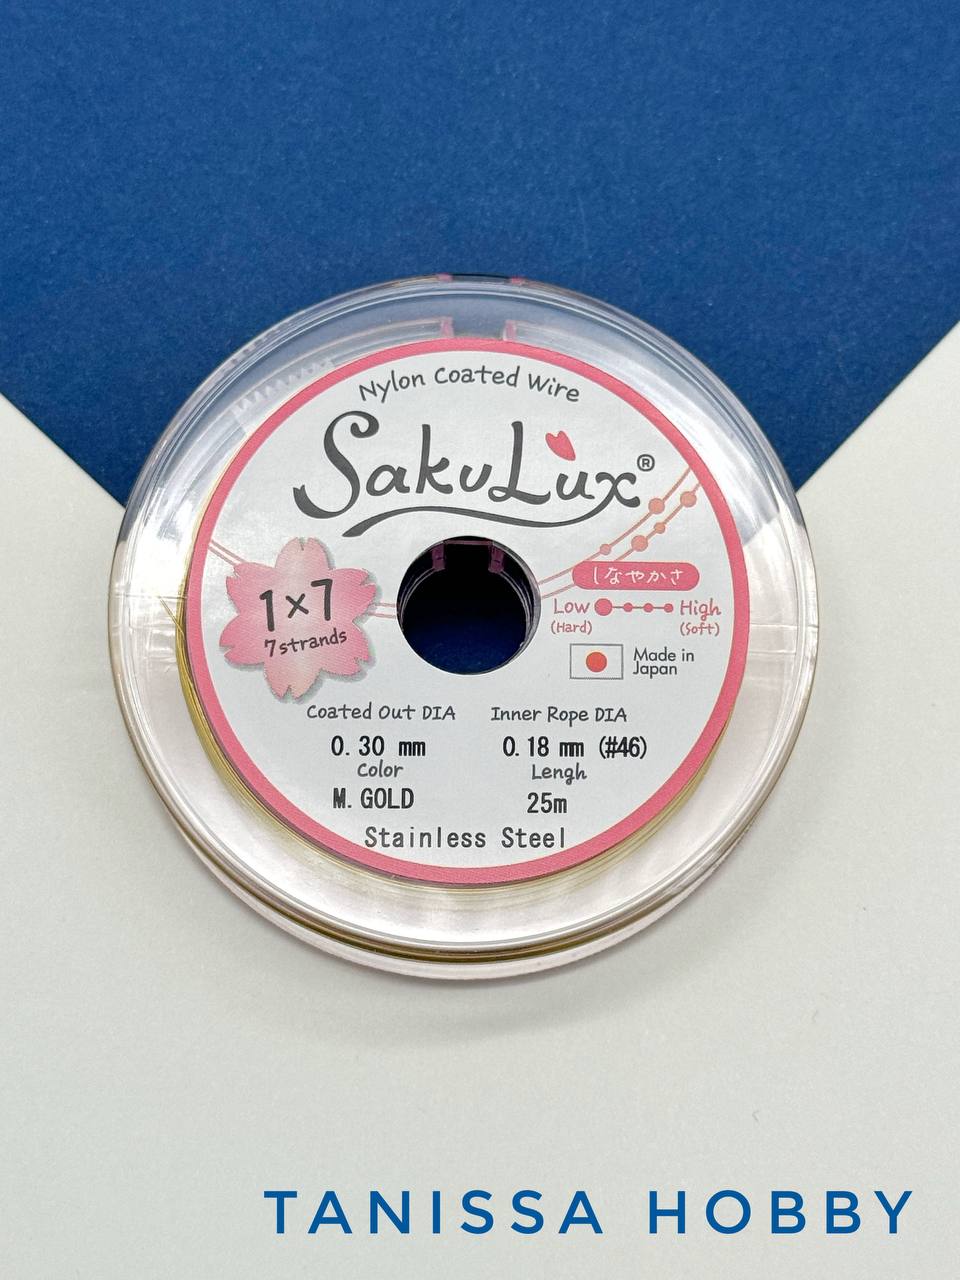 Nylon Coated Wire
SakuLux®
1×7
7strands
しなやかさ
Low High
(Hard) (Soft)
Made in
Japan
Coated Out DIA Inner Rope DIA
0.30 mm 0.18 mm (#46)
Color Lengh
M. GOLD 25m
Stainless Steel
TANISSA HOBBY